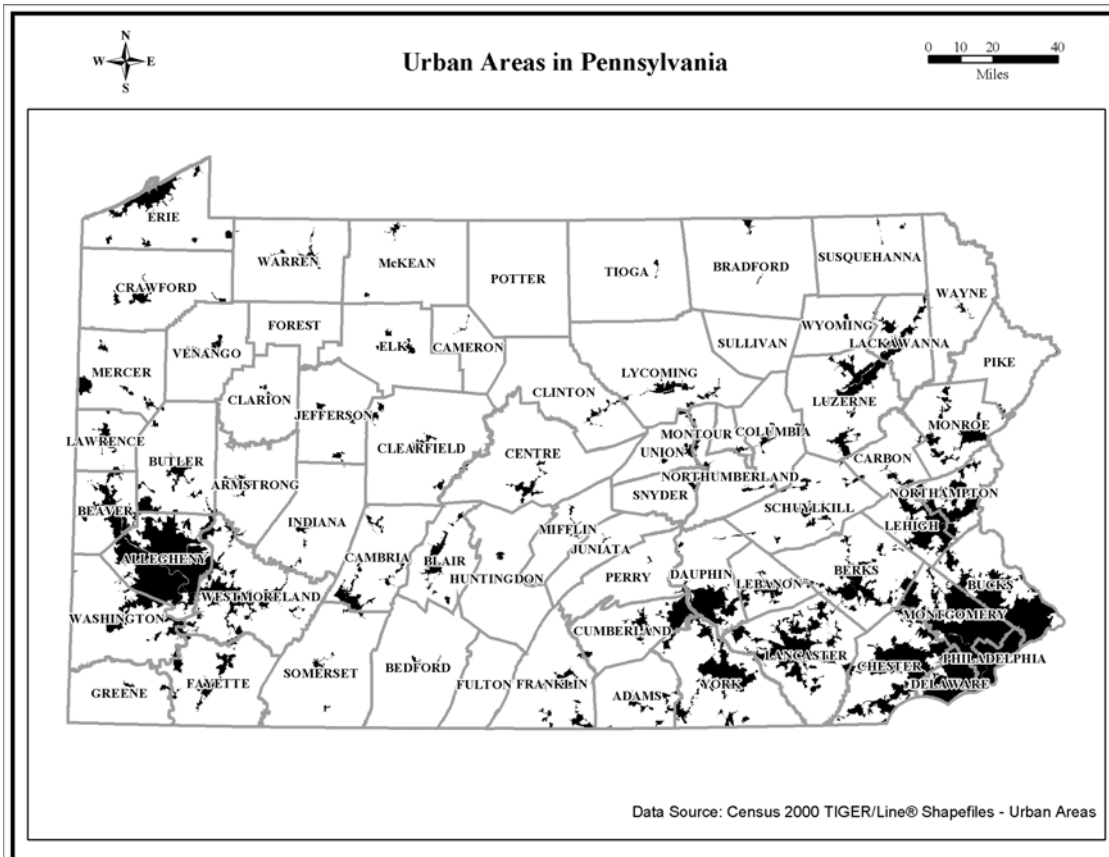 N
W E
S
Urban Areas in Pennsylvania
0 10 20 40
Miles
ERIE
WARREN
McKEAN
POTTER
TIOGA
BRADFORD
SUSQUEHANNA
WAYNE
CRAWFORD
FOREST
VENANGO
ELK
CAMERON
SULLIVAN
WYOMING
LACKAWANNA
PIKE
MERCER
CLARION
JEFFERSON
CLINTON
LYCOMING
LUZERNE
MONROE
LAWRENCE
BUTLER
CLEARFIELD
CENTRE
UNION
MONTOUR
COLUMBIA
CARBON
ARMSTRONG
NORTHUMBERLAND
SNYDER
NORTHAMPTON
BEAVER
INDIANA
MIFFLIN
SCHUYLKILL
LEHIGH
ALLEGHENY
CAMBRIA
BLAIR
HUNTINGDON
JUNIATA
PERRY
DAUPHIN
LEBANON
BERKS
BUCKS
WASHINGTON
WESTMORELAND
CUMBERLAND
MONTGOMERY
GREENE
FAYETTE
SOMERSET
BEDFORD
FULTON
FRANKLIN
ADAMS
YORK
LANCASTER
CHESTER
PHILADELPHIA
DELAWARE
Data Source: Census 2000 TIGER/Line® Shapefiles - Urban Areas